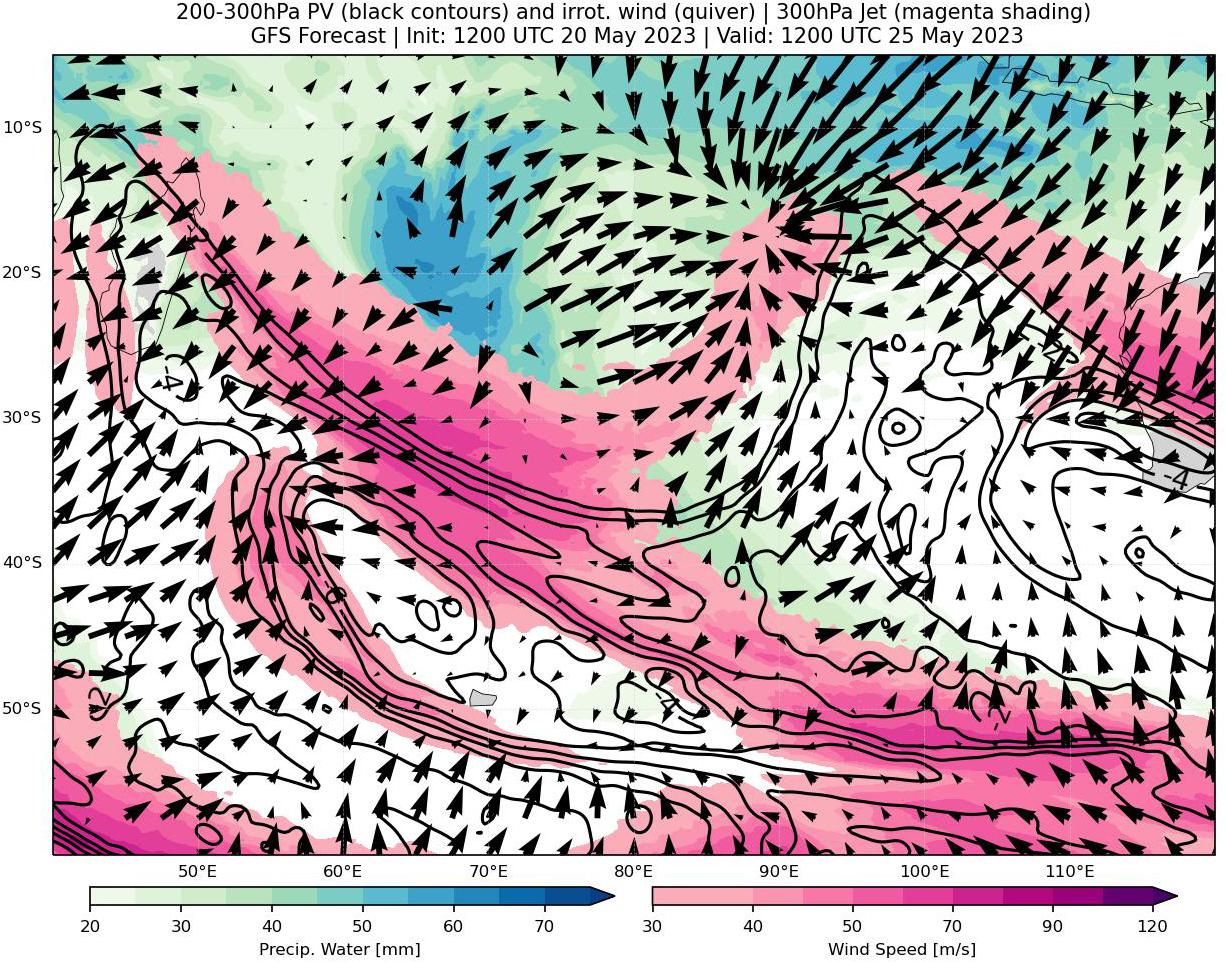 200-300hPa PV (black contours) and irrot. wind (quiver) | 300hPa Jet (magenta shading)
GFS Forecast | Init: 1200 UTC 20 May 2023 | Valid: 1200 UTC 25 May 2023
10°S
20°S
30°S
40°S
50°S
-4
-2
-4
-6
-2
-4
-2
50°E 60°E 70°E 80°E 90°E 100°E 110°E
20 30 40 50 60 70
30 40 50 70 90 120
Precip. Water [mm]
Wind Speed [m/s]